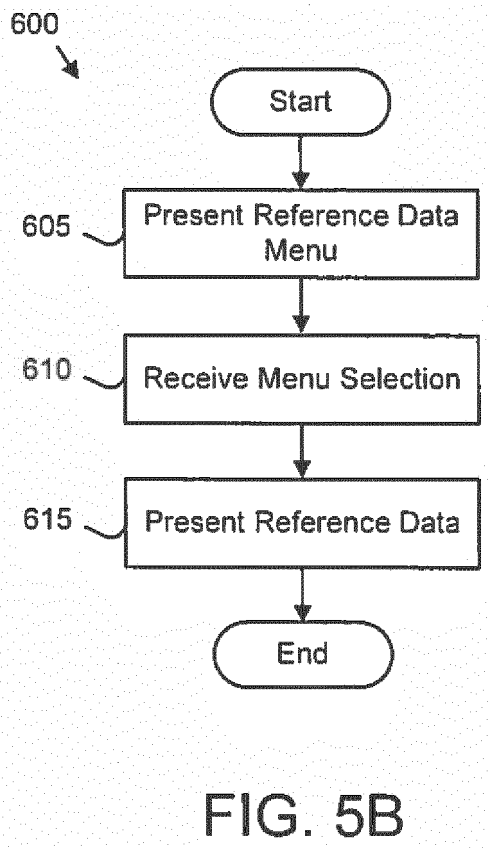 600
Start
605
Present Reference Data
Menu
610
Receive Menu Selection
615
Present Reference Data
End
FIG. 5B